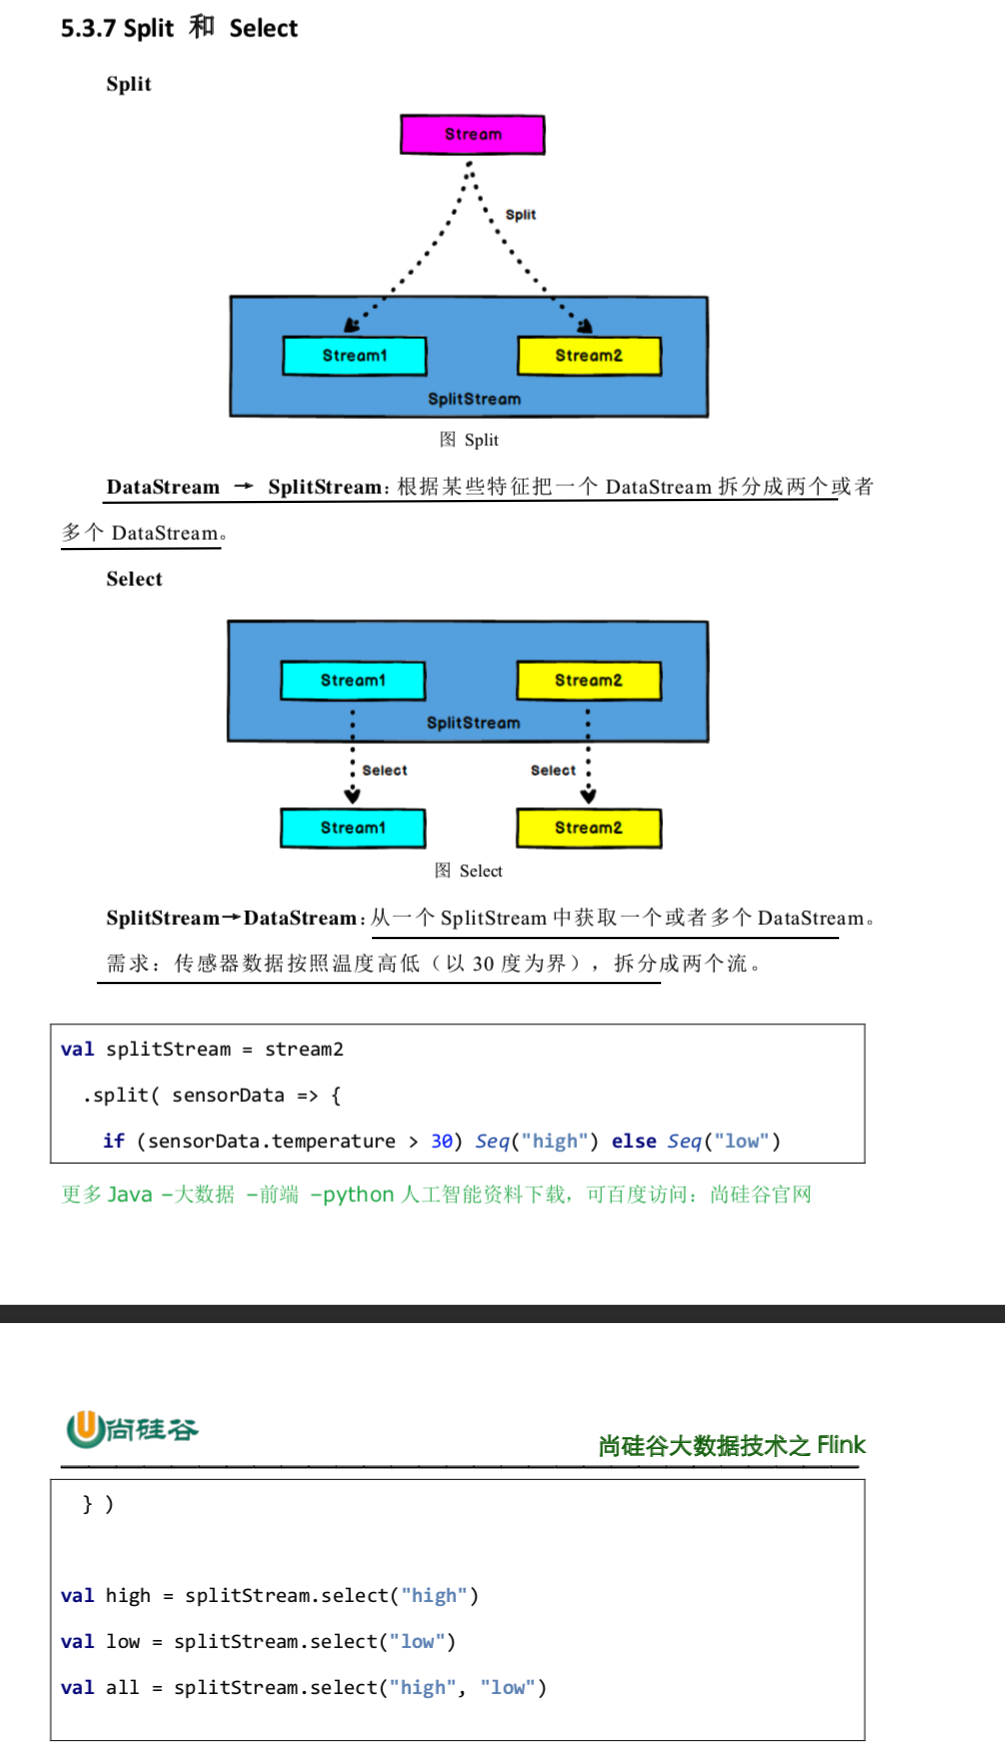 5.3.7 Split 和 Select
Split
Stream
Split
Stream1
Stream2
SplitStream
图 Split
DataStream → SplitStream：根据某些特征把一个 DataStream 拆分成两个或者
多个 DataStream。
Select
Stream1
Stream2
SplitStream
Select
Select
Stream1
Stream2
图 Select
SplitStream→DataStream：从一个 SplitStream 中获取一个或者多个 DataStream。
需求：传感器数据按照温度高低（以 30 度为界），拆分成两个流。
val splitStream = stream2
.split( sensorData => {
if (sensorData.temperature > 30) Seq("high") else Seq("low")
更多 Java –大数据 –前端 –python 人工智能资料下载，可百度访问：尚硅谷官网
尚硅谷
尚硅谷大数据技术之 Flink
} )
val high = splitStream.select("high")
val low = splitStream.select("low")
val all = splitStream.select("high", "low")